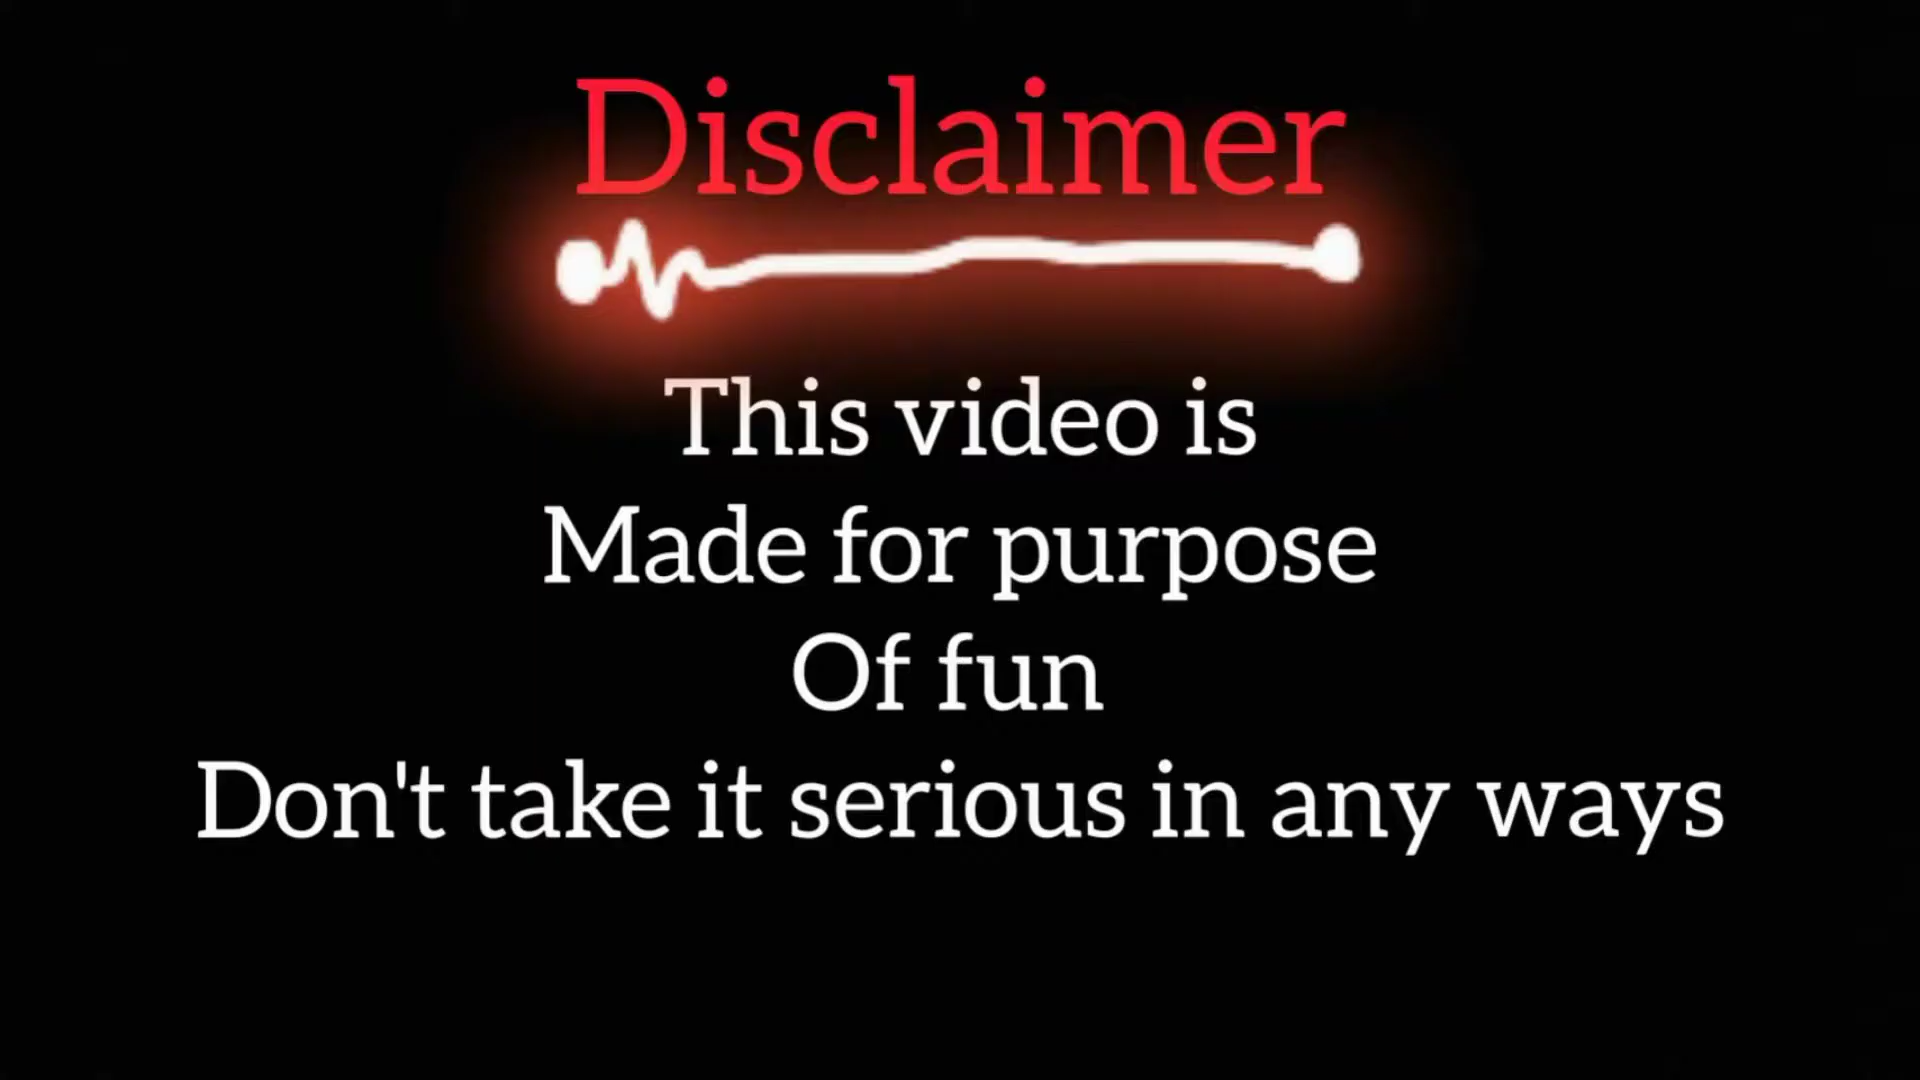 Disclaimer
This video is
Made for purpose
Of fun
Don't take it serious in any ways